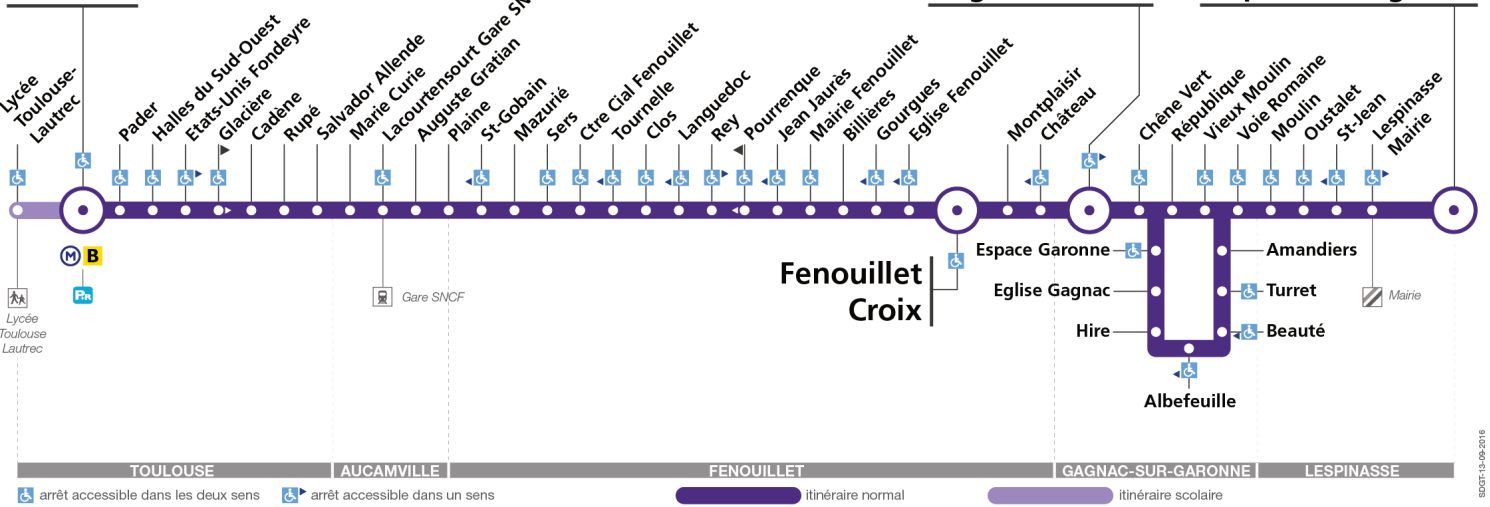 Lycée
Toulouse-
Lautrec
Pader
Halles du Sud-Ouest
Etats-Unis Fondeyre
Glacière
Cadène
Rupé
Salvador Allende
Marie Curie
Lacourtensourt Gare
Auguste Gratian
Plaine
St-Gobain
Mazurié
Sers
Ctre Cial Fenouillet
Tournelle
Clos
Languedoc
Rey
Pourrenque
Jean Jaurès
Mairie Fenouillet
Billières
Gourgues
Eglise Fenouillet
Montplaisir
Château
Chêne Vert
République
Vieux Moulin
Voie Romaine
Moulin
Oustalet
St-Jean
Lespinasse
Mairie
M B
P+R
Lycée
Toulouse
Lautrec
Gare SNCF
Fenouillet
Croix
Espace Garonne
Eglise Gagnac
Hire
Amandiers
Turret
Beauté
Albefeuille
Mairie
TOULOUSE
AUCAMVILLE
FENOUILLET
GAGNAC-SUR-GARONNE
LESPINASSE
arrêt accessible dans les deux sens
arrêt accessible dans un sens
itinéraire normal
itinéraire scolaire
SDGT-13-09-2016